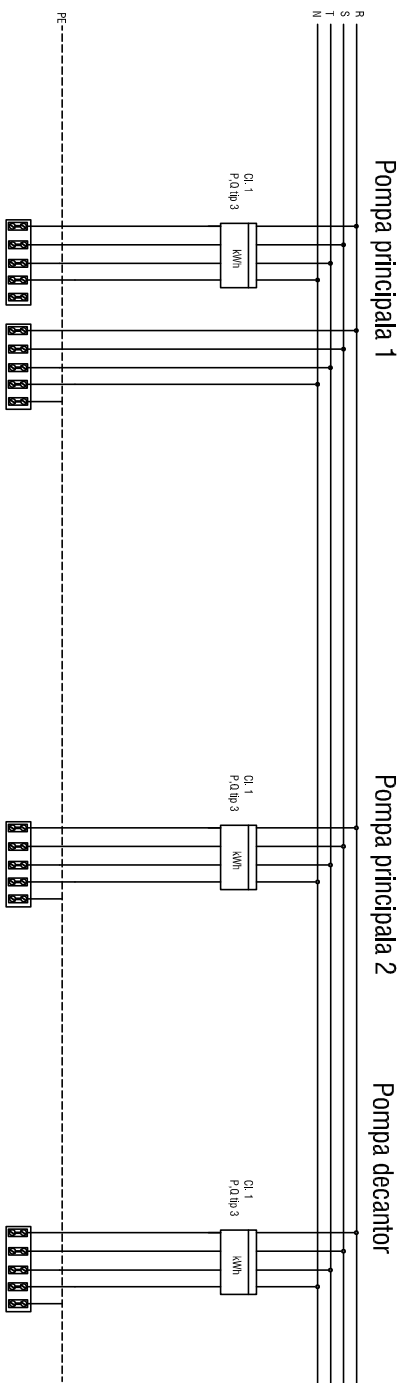 R
S
T
N
PE
Pompa principala 1
Cl. 1
P,Q tip 3
kWh
Pompa principala 2
Cl. 1
P,Q tip 3
kWh
Pompa decantor
Cl. 1
P,Q tip 3
kWh